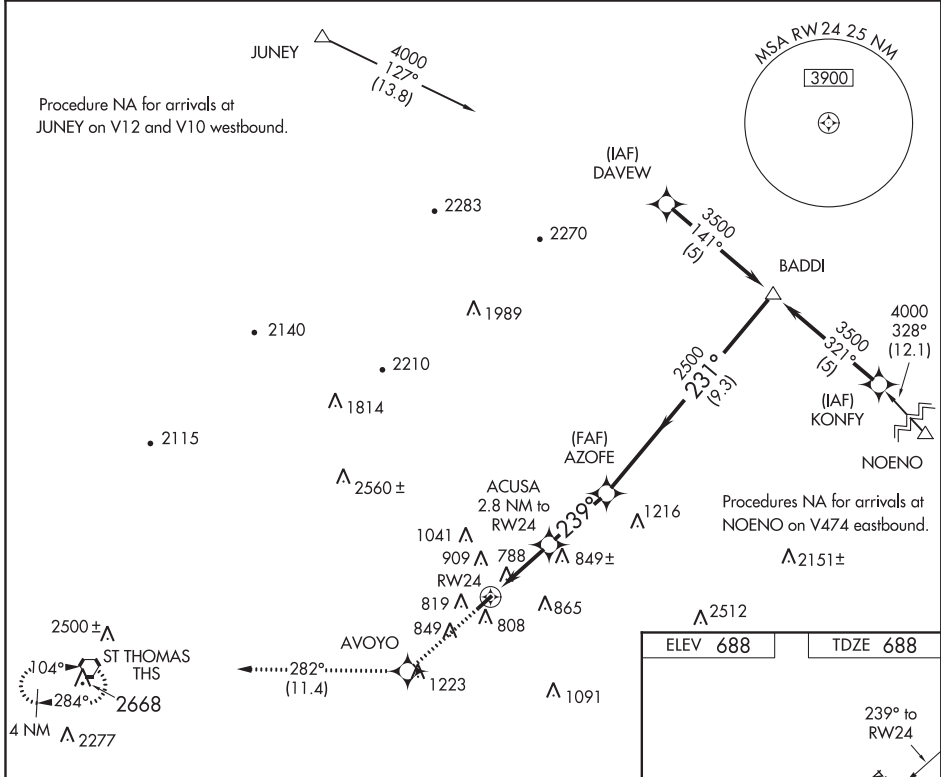 JUNEY
4000
127°
(13.8)
MSA RW 24 25 NM
3900
Procedure NA for arrivals at
JUNEY on V12 and V10 westbound.
(IAF)
DAVEW
3500
141°
(5)
2283
2270
BADDI
1989
4000
328°
(12.1)
3500
321°
(5)
2140
2210
2500
231°
(9.3)
1814
(IAF)
KONFY
2115
(FAF)
AZOFE
NOENO
2560 ±
ACUSA
2.8 NM to
RW24
239°
1216
Procedures NA for arrivals at
NOENO on V474 eastbound.
1041
909
788
849±
2151±
RW24
819
865
808
849
2512
2500 ±
AVOYO
ST THOMAS
THS
104°
282°
(11.4)
1223
284°
2668
1091
4 NM
2277
ELEV 688
TDZE 688
239° to
RW24